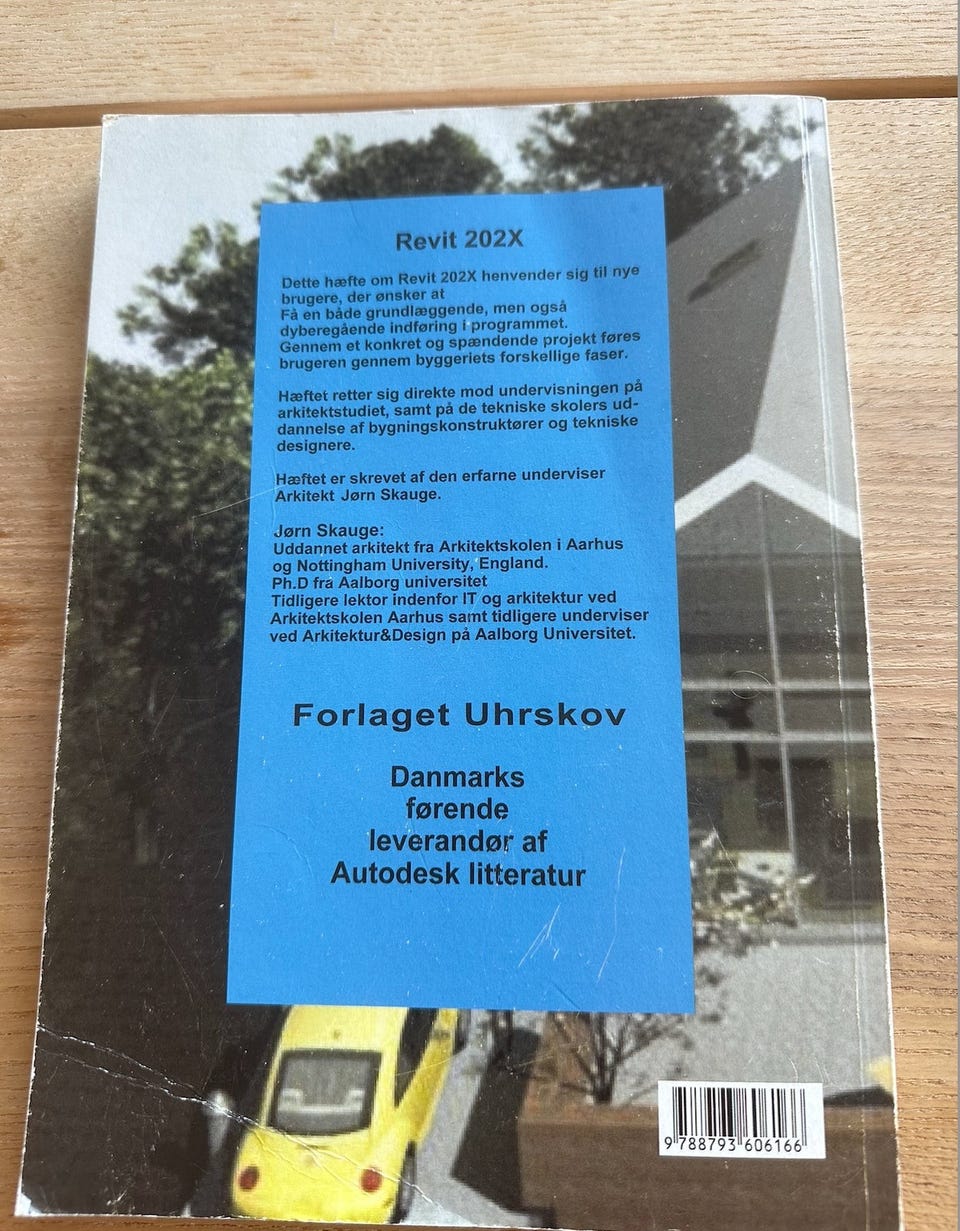 Revit 202X
Dette hæfte om Revit 202X henvender sig til nye
brugere, der ønsker at
Få en både grundlæggende, men også
dyberegående indføring i programmet.
Gennem et konkret og spændende projekt føres
brugeren gennem byggeriets forskellige faser.
Hæftet retter sig direkte mod undervisningen på
arkitektstudiet, samt på de tekniske skolers ud-
dannelse af bygningskonstruktører og tekniske
designere.
Hæftet er skrevet af den erfarne underviser
Arkitekt Jørn Skauge.
Jørn Skauge:
Uddannet arkitekt fra Arkitektskolen i Aarhus
og Nottingham University, England.
Ph.D fra Aalborg universitet
Tidligere lektor indenfor IT og arkitektur ved
Arkitektskolen Aarhus samt tidligere underviser
ved Arkitektur&Design på Aalborg Universitet.
Forlaget Uhrskov
Danmarks
førende
leverandør af
Autodesk litteratur
9 788793 606166